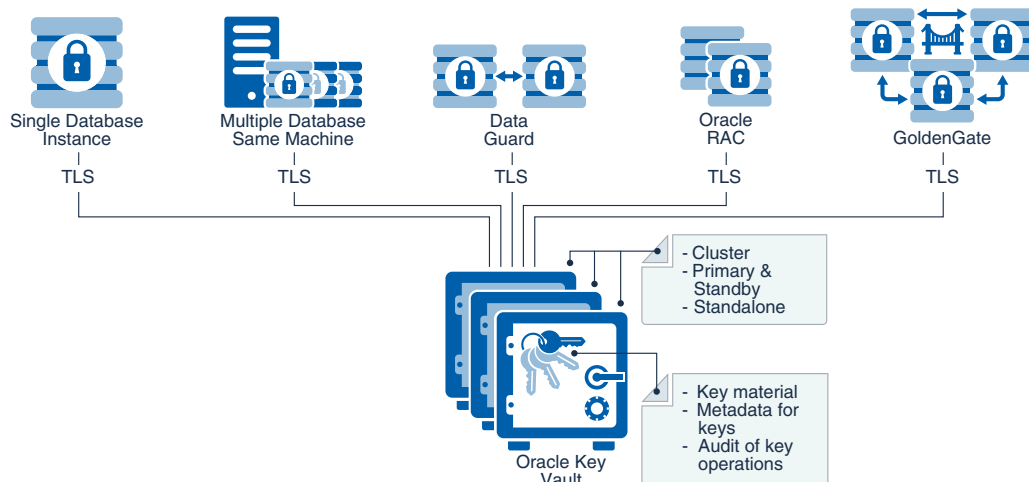 Single Database
Instance
Multiple Database
Same Machine
Data
Guard
Oracle
RAC
GoldenGate
TLS
TLS
TLS
TLS
TLS
- Cluster
- Primary &
Standby
- Standalone
- Key material
- Metadata for
keys
- Audit of key
operations
Oracle Key
Vault